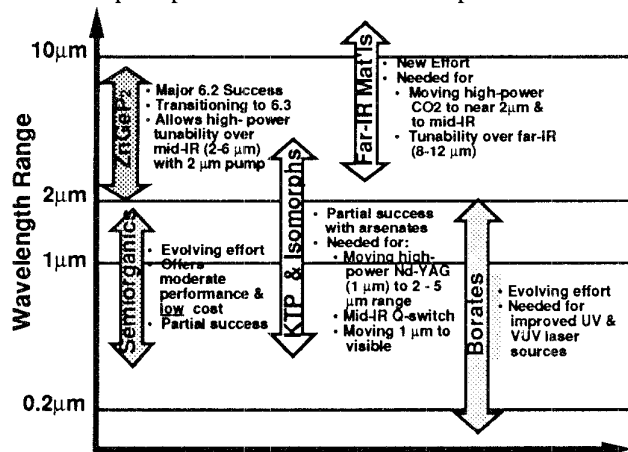 10µm
2µm
1µm
0.2µm
Wavelength Range
ZnGeP2
• Major 6.2 Success
• Transitioning to 6.3
• Allows high-power
tunability over
mid-IR (2-6 µm)
with 2 µm pump
Semiorganics
• Evolving effort
• Offers
moderate
performance &
low cost
• Partial success
KTP & Isomorphs
• Partial success
with arsenates
• Needed for:
• Moving high-
power Nd-YAG
(1 µm) to 2 - 5
µm range
• Mid-IR Q-switch
• Moving 1 µm to
visible
Far-IR Mat'ls
• New Effort
• Needed for
• Moving high-power
CO2 to near 2µm &
to mid-IR
• Tunability over far-IR
(8-12 µm)
Borates
• Evolving effort
• Needed for
improved UV &
VUV laser
sources